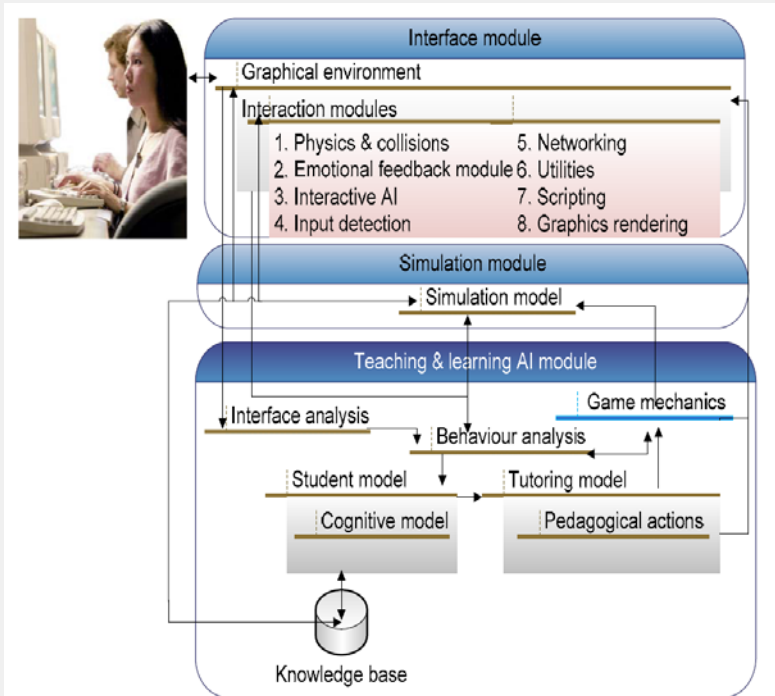 Interface module
Graphical environment
Interaction modules
1. Physics & collisions
2. Emotional feedback module
3. Interactive AI
4. Input detection
5. Networking
6. Utilities
7. Scripting
8. Graphics rendering
Simulation module
Simulation model
Teaching & learning AI module
Game mechanics
Interface analysis
Behaviour analysis
Student model
Tutoring model
Cognitive model
Pedagogical actions
Knowledge base